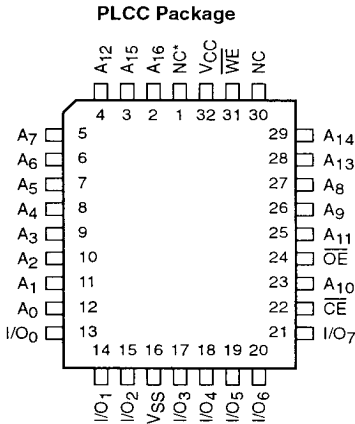 PLCC Package
A12 A15 A16 NC* VCC W̅E̅ NC
4 3 2 1 32 31 30
A7 5 29 A14
A6 6 28 A13
A5 7 27 A8
A4 8 26 A9
A3 9 25 A11
A2 10 24 O̅E̅
A1 11 23 A10
A0 12 22 C̅E̅
I/O0 13 21 I/O7
14 15 16 17 18 19 20
I/O1 I/O2 VSS I/O3 I/O4 I/O5 I/O6